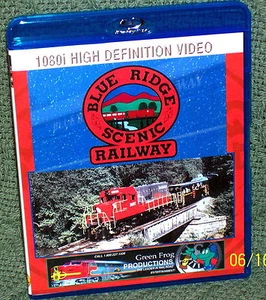 1080i HIGH DEFINITION VIDEO
BLUE RIDGE
SCENIC
RAILWAY
Green Frog
PRODUCTIONS
06/16